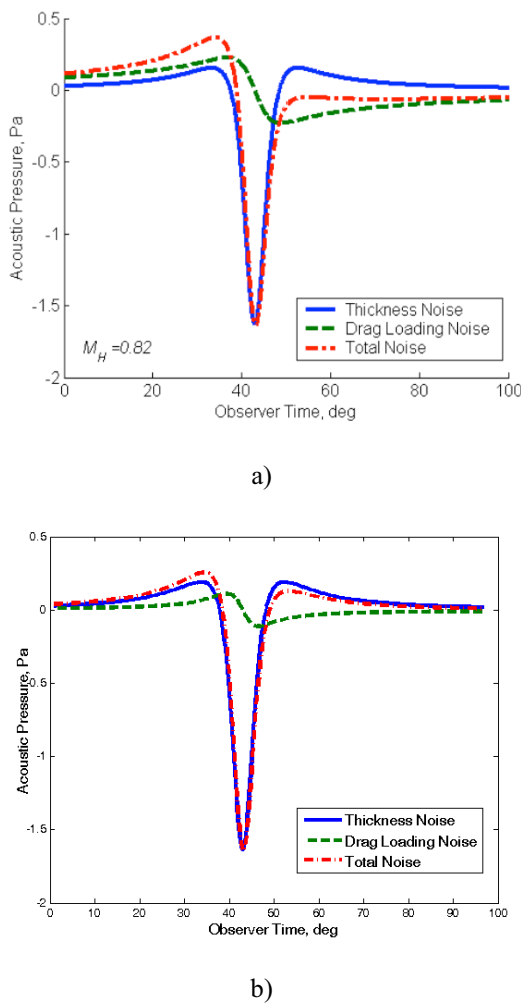 0.5
0
-0.5
-1
-1.5
-2
Acoustic Pressure, Pa
M_H =0.82
Thickness Noise
Drag Loading Noise
Total Noise
0 20 40 60 80 100
Observer Time, deg
a)
0.5
0
-0.5
-1
-1.5
-2
Acoustic Pressure, Pa
Thickness Noise
Drag Loading Noise
Total Noise
0 10 20 30 40 50 60 70 80 90 100
Observer Time, deg
b)